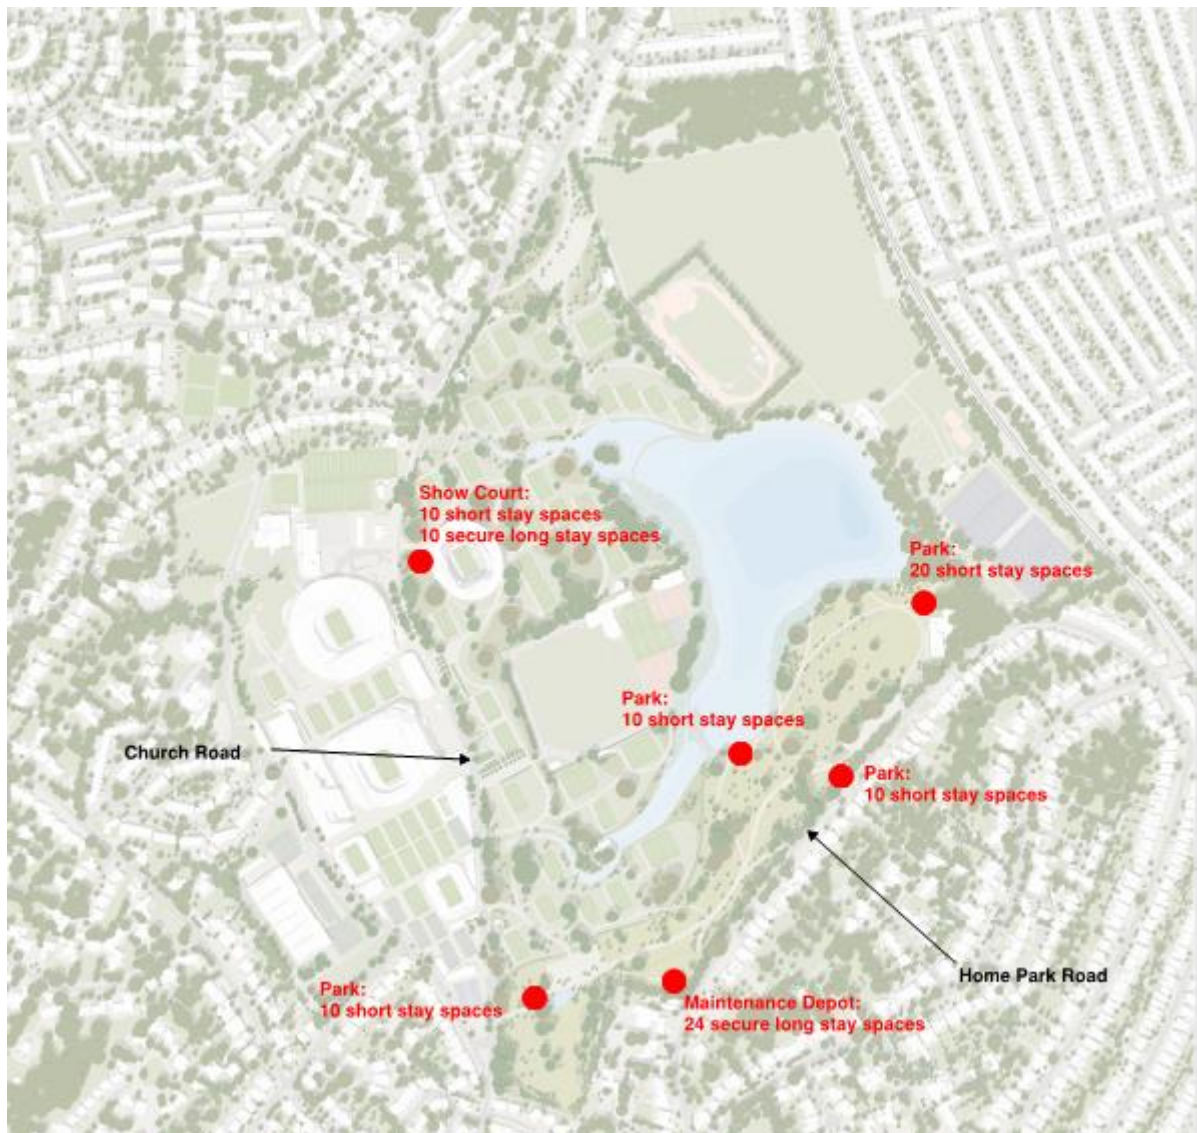 Show Court:
10 short stay spaces
10 secure long stay spaces
Park:
20 short stay spaces
Park:
10 short stay spaces
Church Road
Park:
10 short stay spaces
Home Park Road
Park:
10 short stay spaces
Maintenance Depot:
24 secure long stay spaces